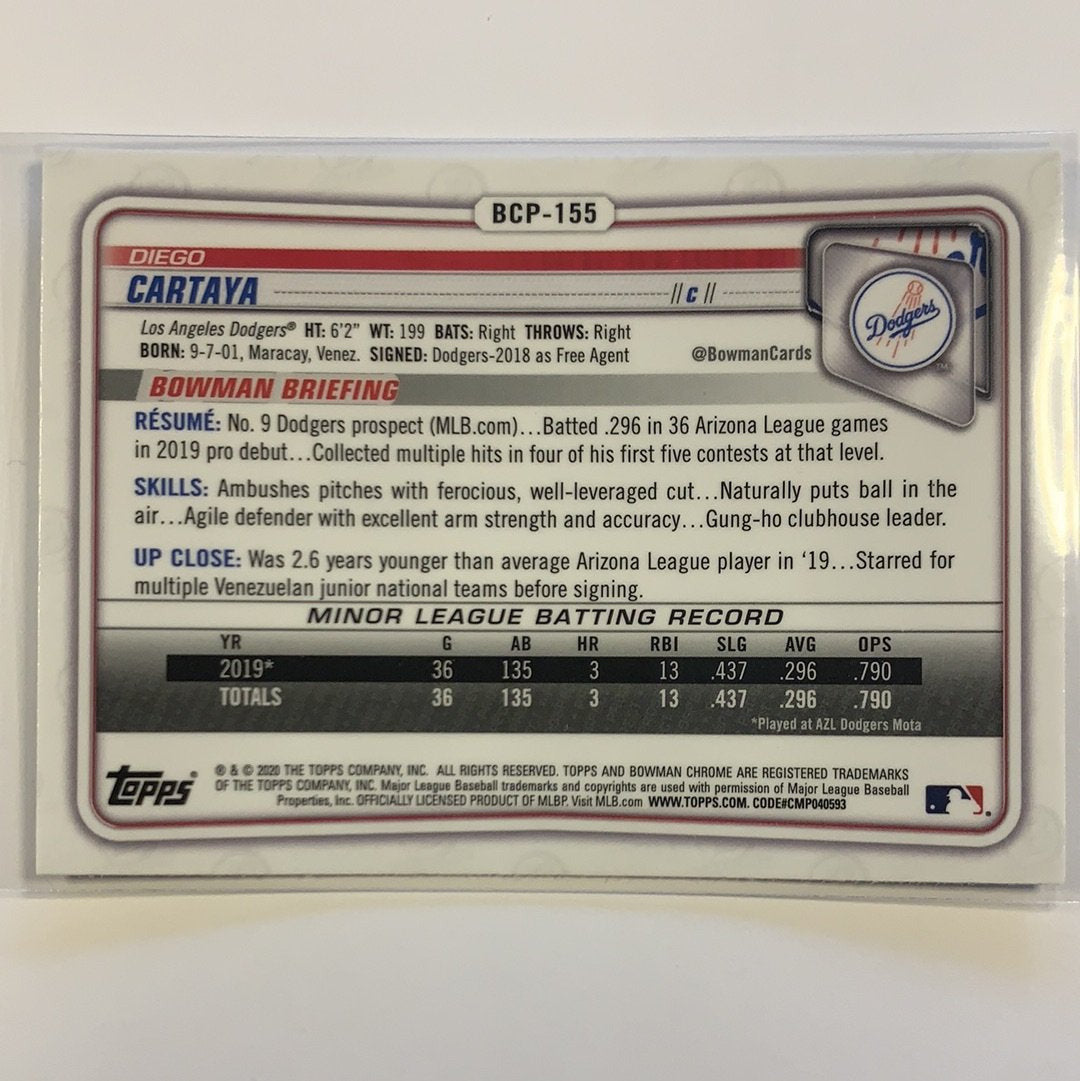 BCP-155
DIEGO
CARTAYA
//C//
Dodgers
TM
Los Angeles Dodgers® HT: 6'2" WT: 199 BATS: Right THROWS: Right
BORN: 9-7-01, Maracay, Venez. SIGNED: Dodgers-2018 as Free Agent
@BowmanCards
BOWMAN BRIEFING
RÉSUMÉ: No. 9 Dodgers prospect (MLB.com)...Batted .296 in 36 Arizona League games
in 2019 pro debut...Collected multiple hits in four of his first five contests at that level.
SKILLS: Ambushes pitches with ferocious, well-leveraged cut...Naturally puts ball in the
air...Agile defender with excellent arm strength and accuracy...Gung-ho clubhouse leader.
UP CLOSE: Was 2.6 years younger than average Arizona League player in '19...Starred for
multiple Venezuelan junior national teams before signing.
MINOR LEAGUE BATTING RECORD
YR G AB HR RBI SLG AVG OPS
2019* 36 135 3 13 .437 .296 .790
TOTALS 36 135 3 13 .437 .296 .790
*Played at AZL Dodgers Mota
topps®
® & © 2020 THE TOPPS COMPANY, INC. ALL RIGHTS RESERVED. TOPPS AND BOWMAN CHROME ARE REGISTERED TRADEMARKS
OF THE TOPPS COMPANY, INC. Major League Baseball trademarks and copyrights are used with permission of Major League Baseball
Properties, Inc. OFFICIALLY LICENSED PRODUCT OF MLBP. Visit MLB.com WWW.TOPPS.COM. CODE#CMP040593